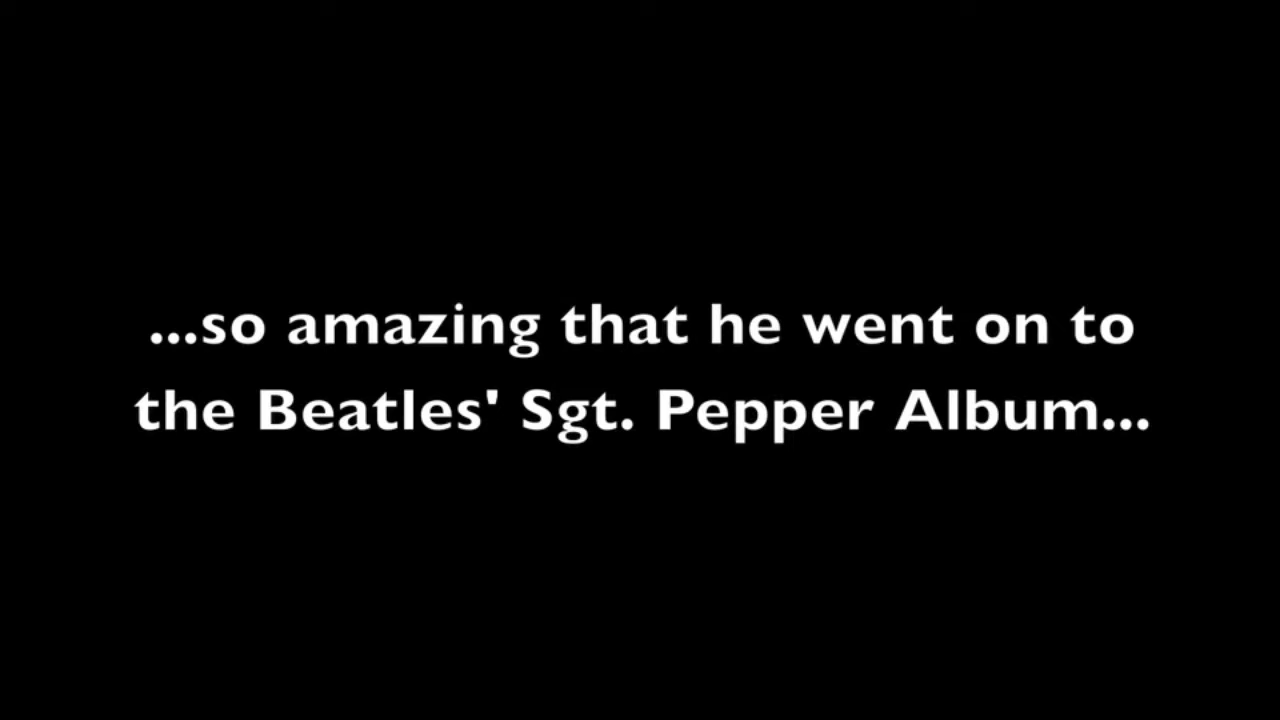 ...so amazing that he went on to
the Beatles' Sgt. Pepper Album...